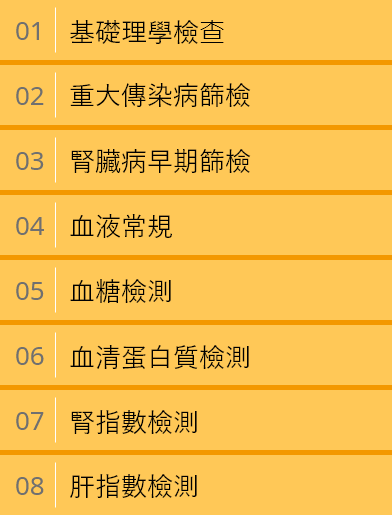 01 基礎理學檢查
02 重大傳染病篩檢
03 腎臟病早期篩檢
04 血液常規
05 血糖檢測
06 血清蛋白質檢測
07 腎指數檢測
08 肝指數檢測